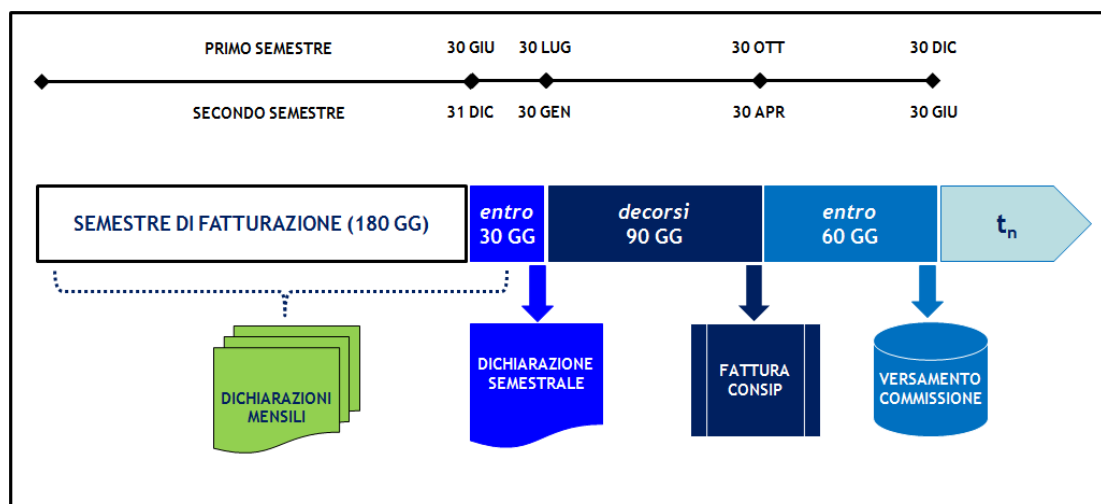 PRIMO SEMESTRE
30 GIU
30 LUG
30 OTT
30 DIC
SECONDO SEMESTRE
31 DIC
30 GEN
30 APR
30 GIU
SEMESTRE DI FATTURAZIONE (180 GG)
entro
30 GG
decorsi
90 GG
entro
60 GG
tn
DICHIARAZIONI
MENSILI
DICHIARAZIONE
SEMESTRALE
FATTURA
CONSIP
VERSAMENTO
COMMISSIONE